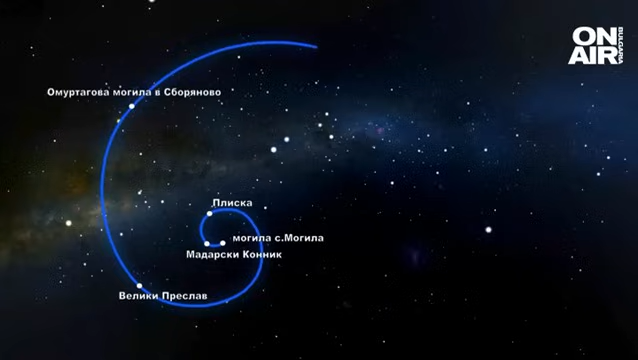 ON
AIR
BULGARIA
Омуртагова могила в Сборяново
Плиска
могила с.Могила
Мадарски Конник
Велики Преслав